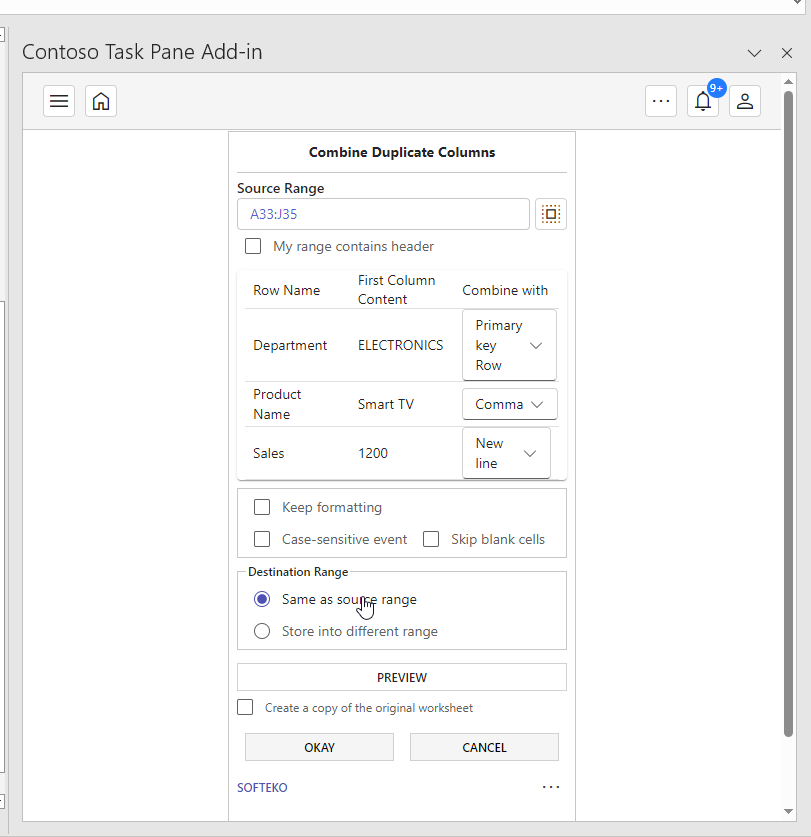 Contoso Task Pane Add-in
9+
Combine Duplicate Columns
Source Range
A33:J35
My range contains header
Row Name
First Column
Content
Combine with
Department
ELECTRONICS
Primary
key
Row
Product
Name
Smart TV
Comma
Sales
1200
New
line
Keep formatting
Case-sensitive event
Skip blank cells
Destination Range
Same as source range
Store into different range
PREVIEW
Create a copy of the original worksheet
OKAY
CANCEL
SOFTEKO